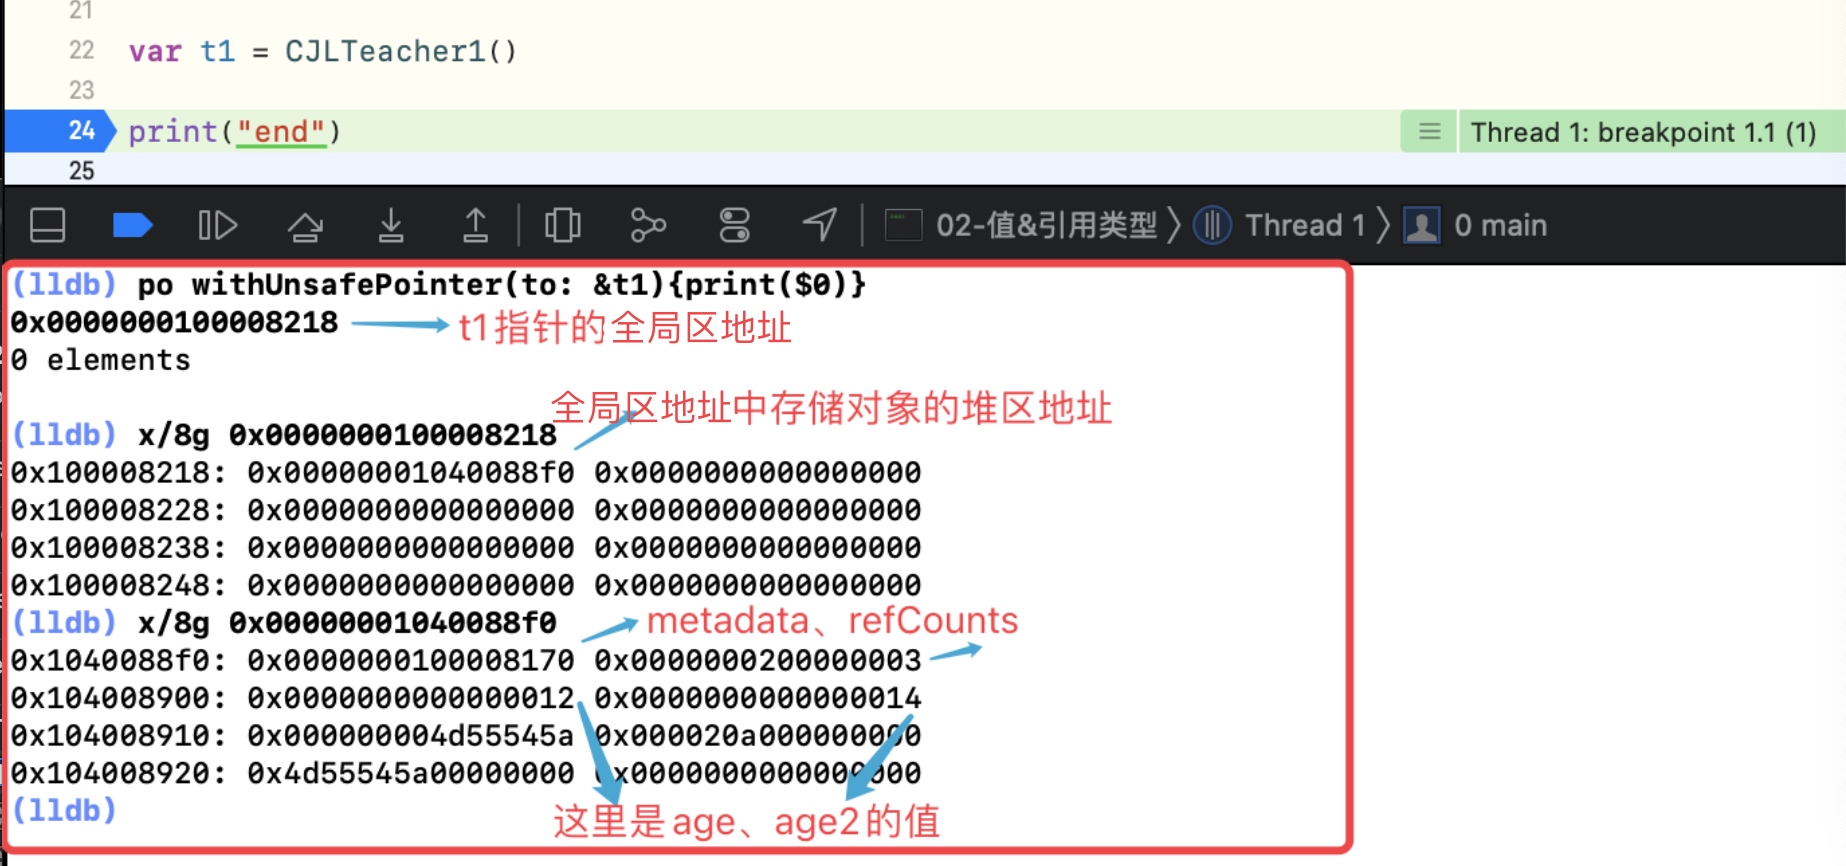 21
22 var t1 = CJLTeacher1()
23
24 print("end") Thread 1: breakpoint 1.1 (1)
25
02-值&引用类型 〉 Thread 1 〉 0 main
(lldb) po withUnsafePointer(to: &t1){print($0)}
0x0000000100008218 t1指针的全局区地址
0 elements
全局区地址中存储对象的堆区地址
(lldb) x/8g 0x0000000100008218
0x100008218: 0x00000001040088f0 0x0000000000000000
0x100008228: 0x0000000000000000 0x0000000000000000
0x100008238: 0x0000000000000000 0x0000000000000000
0x100008248: 0x0000000000000000 0x0000000000000000
(lldb) x/8g 0x00000001040088f0 metadata、refCounts
0x1040088f0: 0x0000000100008170 0x0000000200000003
0x104008900: 0x0000000000000012 0x0000000000000014
0x104008910: 0x000000004d55545a 0x000020a000000000
0x104008920: 0x4d55545a00000000 0x0000000000000000
(lldb)
这里是age、age2的值